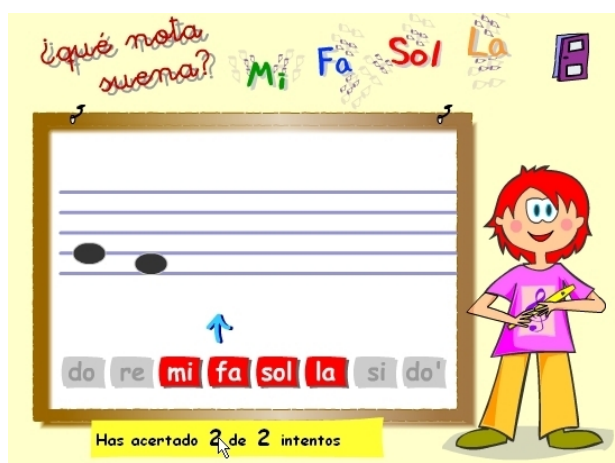 ¿qué nota
suena?
Mi Fa Sol La
do re mi fa sol la si do'
Has acertado 2 de 2 intentos